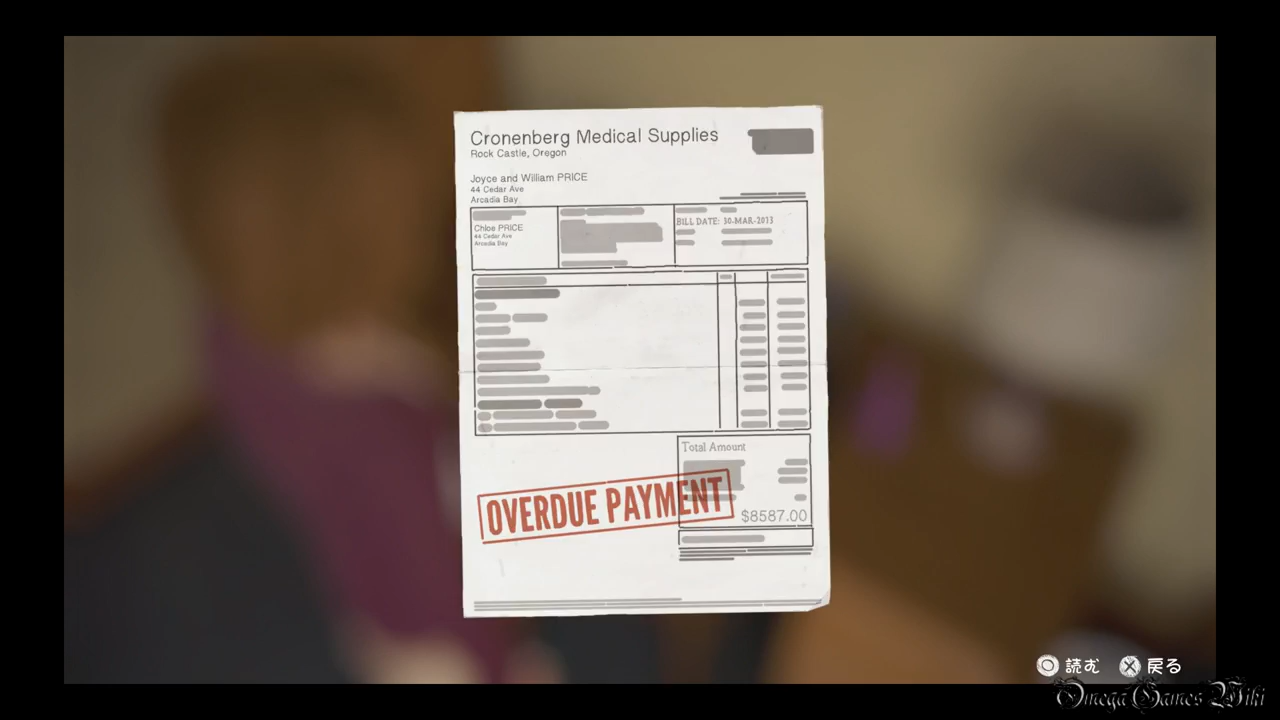 Cronenberg Medical Supplies
Rock Castle, Oregon
Joyce and William PRICE
44 Cedar Ave
Arcadia Bay
Chloe PRICE
44 Cedar Ave
Arcadia Bay
BILL DATE: 30-MAR-2013
Total Amount
OVERDUE PAYMENT
$8587.00
読む 戻る
Omega Games Wiki